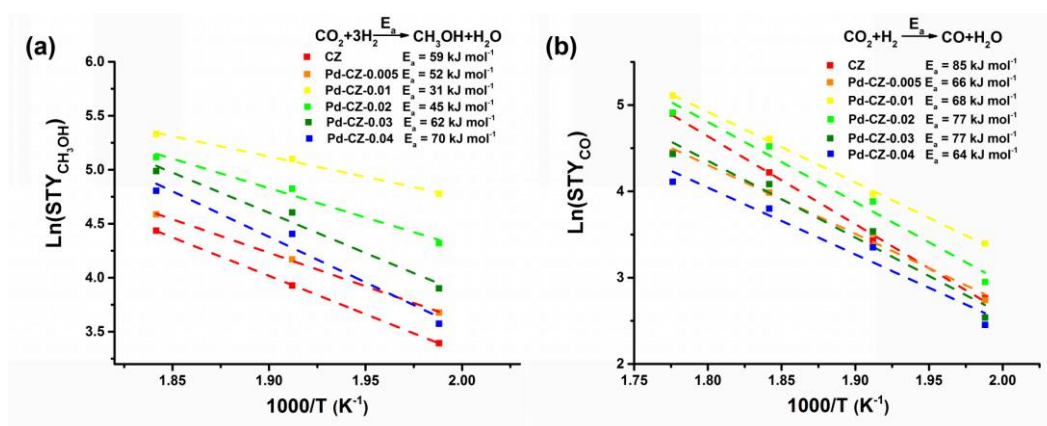 (a)
CO₂+3H₂ Eₐ CH₃OH+H₂O
CZ Eₐ = 59 kJ mol⁻¹
Pd-CZ-0.005 Eₐ = 52 kJ mol⁻¹
Pd-CZ-0.01 Eₐ = 31 kJ mol⁻¹
Pd-CZ-0.02 Eₐ = 45 kJ mol⁻¹
Pd-CZ-0.03 Eₐ = 62 kJ mol⁻¹
Pd-CZ-0.04 Eₐ = 70 kJ mol⁻¹
Ln(STY_CH₃OH)
6.0
5.5
5.0
4.5
4.0
3.5
1.85 1.90 1.95 2.00
1000/T (K⁻¹)
(b)
CO₂+H₂ Eₐ CO+H₂O
CZ Eₐ = 85 kJ mol⁻¹
Pd-CZ-0.005 Eₐ = 66 kJ mol⁻¹
Pd-CZ-0.01 Eₐ = 68 kJ mol⁻¹
Pd-CZ-0.02 Eₐ = 77 kJ mol⁻¹
Pd-CZ-0.03 Eₐ = 77 kJ mol⁻¹
Pd-CZ-0.04 Eₐ = 64 kJ mol⁻¹
Ln(STY_CO)
5
4
3
2
1.75 1.80 1.85 1.90 1.95 2.00
1000/T (K⁻¹)